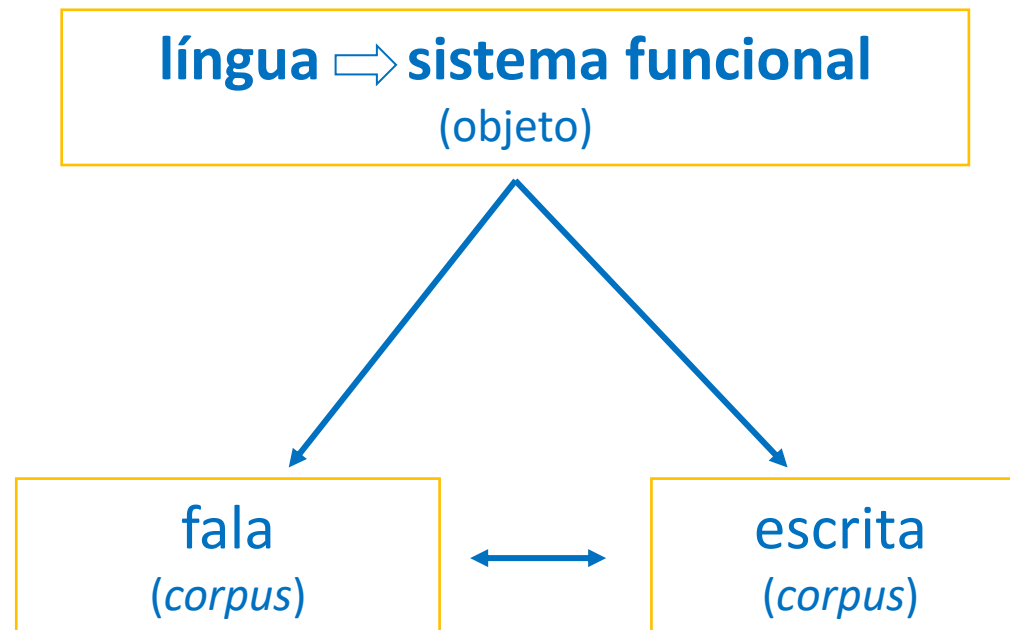 língua ⇨ sistema funcional
(objeto)
fala
(corpus)
escrita
(corpus)